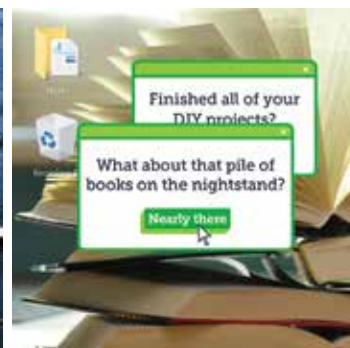 Finished all of your
DIY projects?
What about that pile of
books on the nightstand?
Nearly there